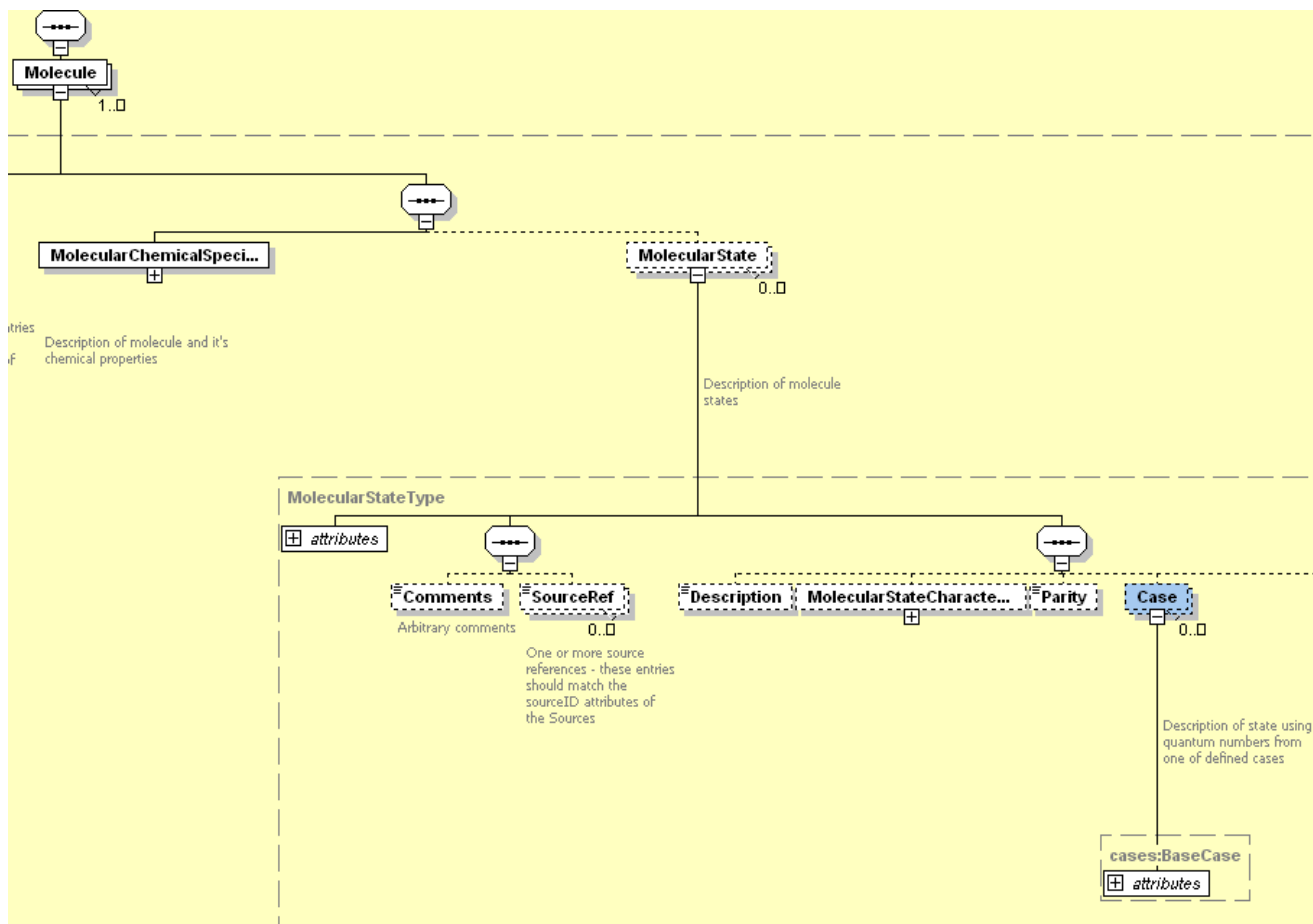 Molecule
1..▯
MolecularChemicalSpeci...
MolecularState
0..▯
ntries
of
Description of molecule and it's
chemical properties
Description of molecule
states
MolecularStateType
attributes
Comments
SourceRef
Description
MolecularStateCharacte...
Parity
Case
Arbitrary comments
0..▯
0..▯
One or more source
references - these entries
should match the
sourceID attributes of
the Sources
Description of state using
quantum numbers from
one of defined cases
cases:BaseCase
attributes